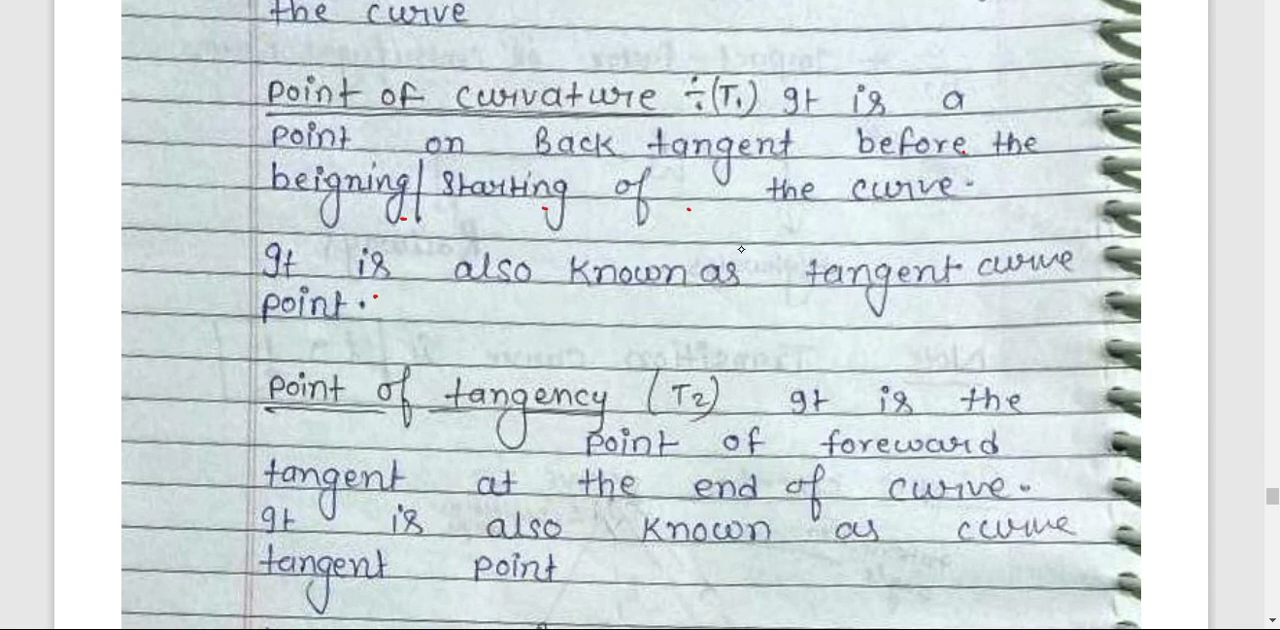 the curve
Point of curvature ÷ (T1) It is a
point on Back tangent before the
beigning/ starting of the curve.
It is also known as tangent curve
point.
Point of tangency (T2) It is the
point of foreward
tangent at the end of curve.
It is also known as curve
tangent point